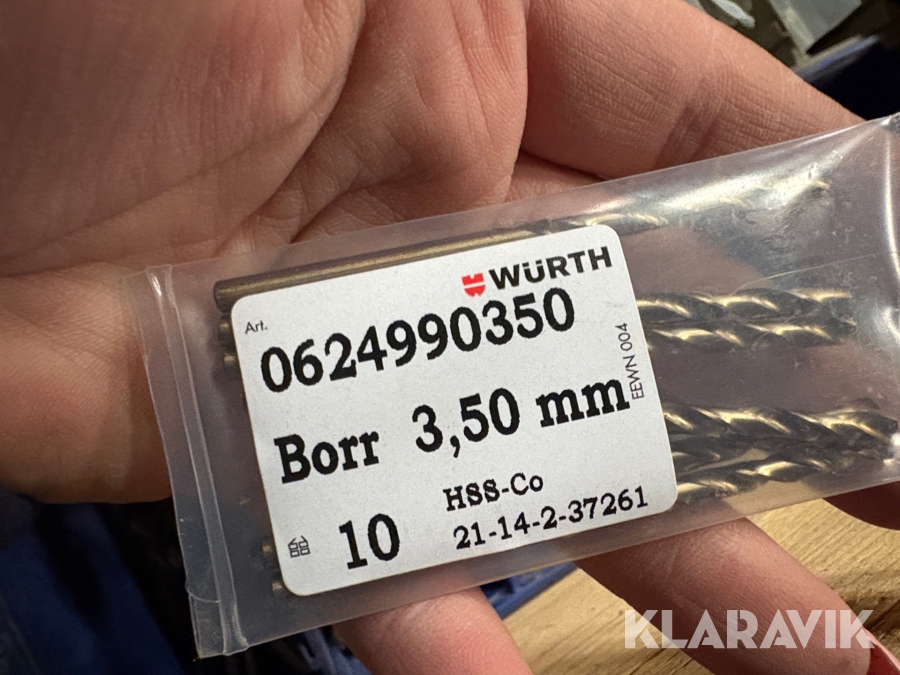 WÜRTH
Art.
0624990350
EEWN 004
Borr 3,50 mm
HSS-Co
10
21-14-2-37261
KLARAVIK